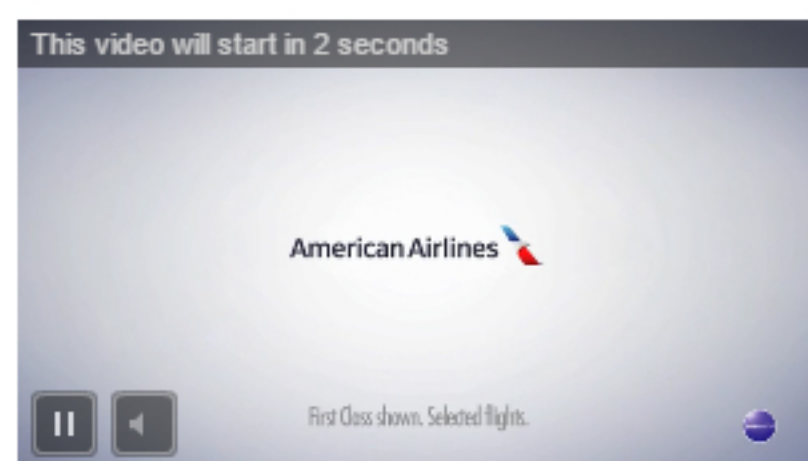 This video will start in 2 seconds
American Airlines
First Class shown. Selected flights.